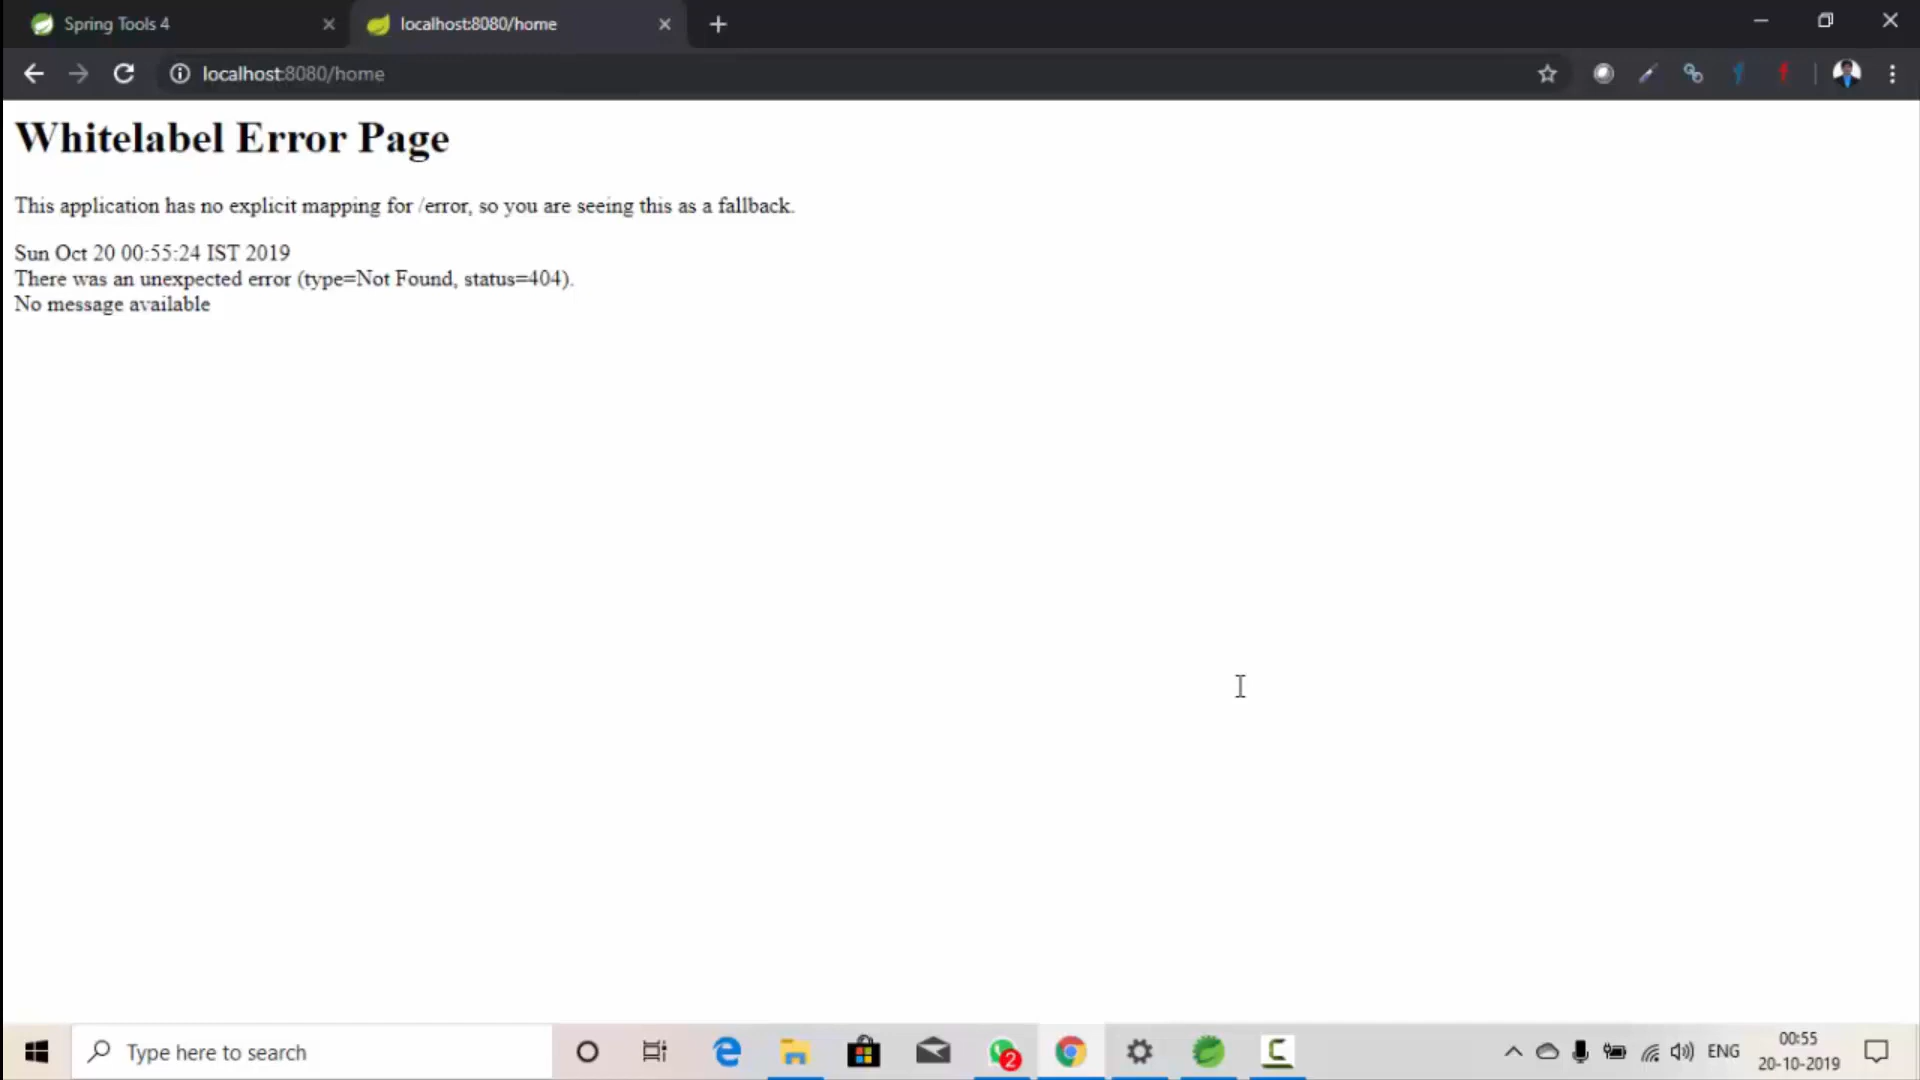 Spring Tools 4
localhost:8080/home
localhost:8080/home
Whitelabel Error Page
This application has no explicit mapping for /error, so you are seeing this as a fallback.
Sun Oct 20 00:55:24 IST 2019
There was an unexpected error (type=Not Found, status=404).
No message available
Type here to search
2
ENG
00:55
20-10-2019